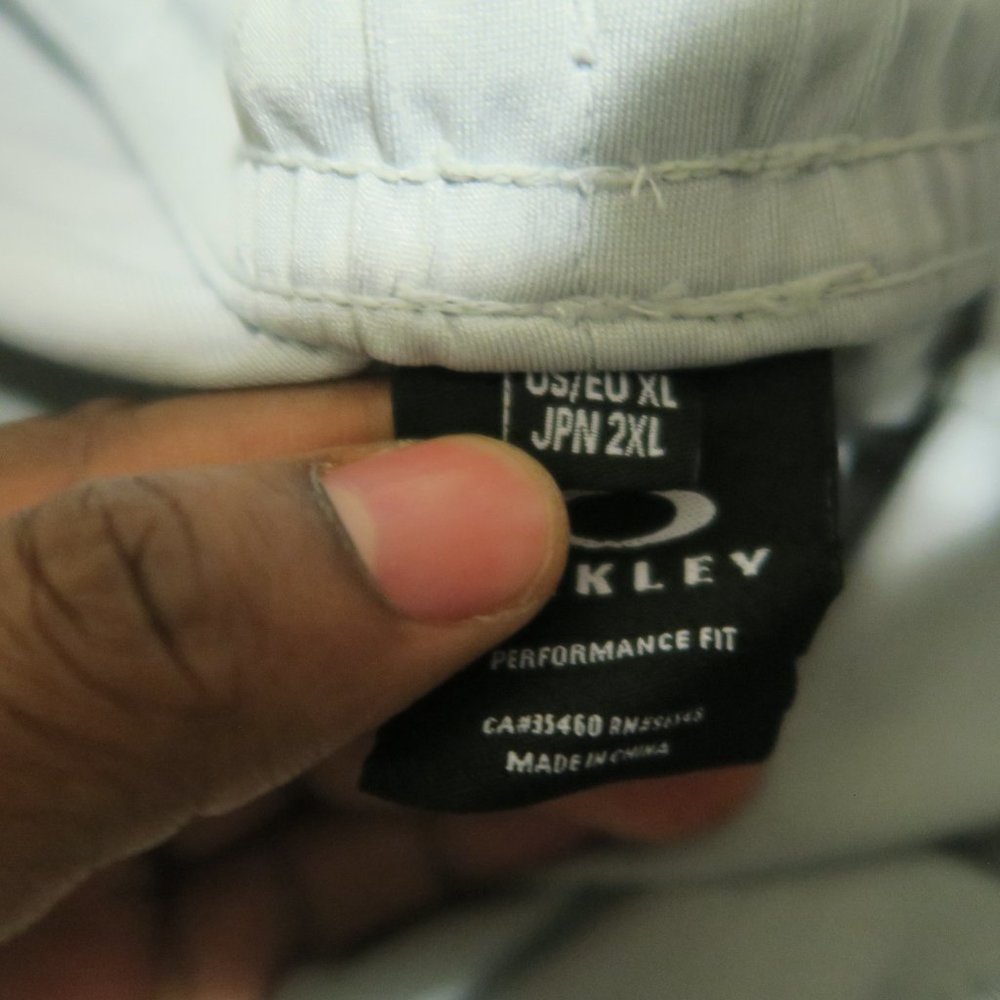 US/EU XL
JPN 2XL
KLEY
PERFORMANCE FIT
CA#35460
MADE IN CHINA